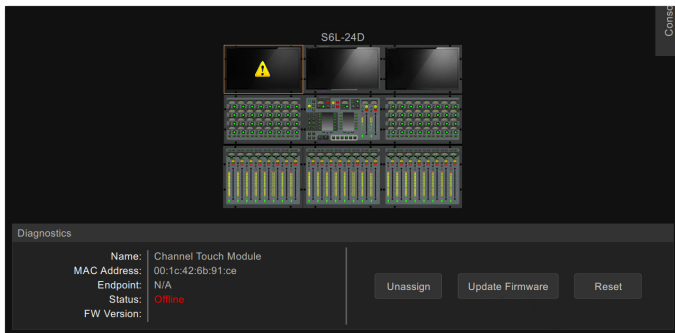 Conso
S6L-24D
Diagnostics
Name: Channel Touch Module
MAC Address: 00:1c:42:6b:91:ce
Endpoint: N/A
Status: Offline
FW Version:
Unassign Update Firmware Reset